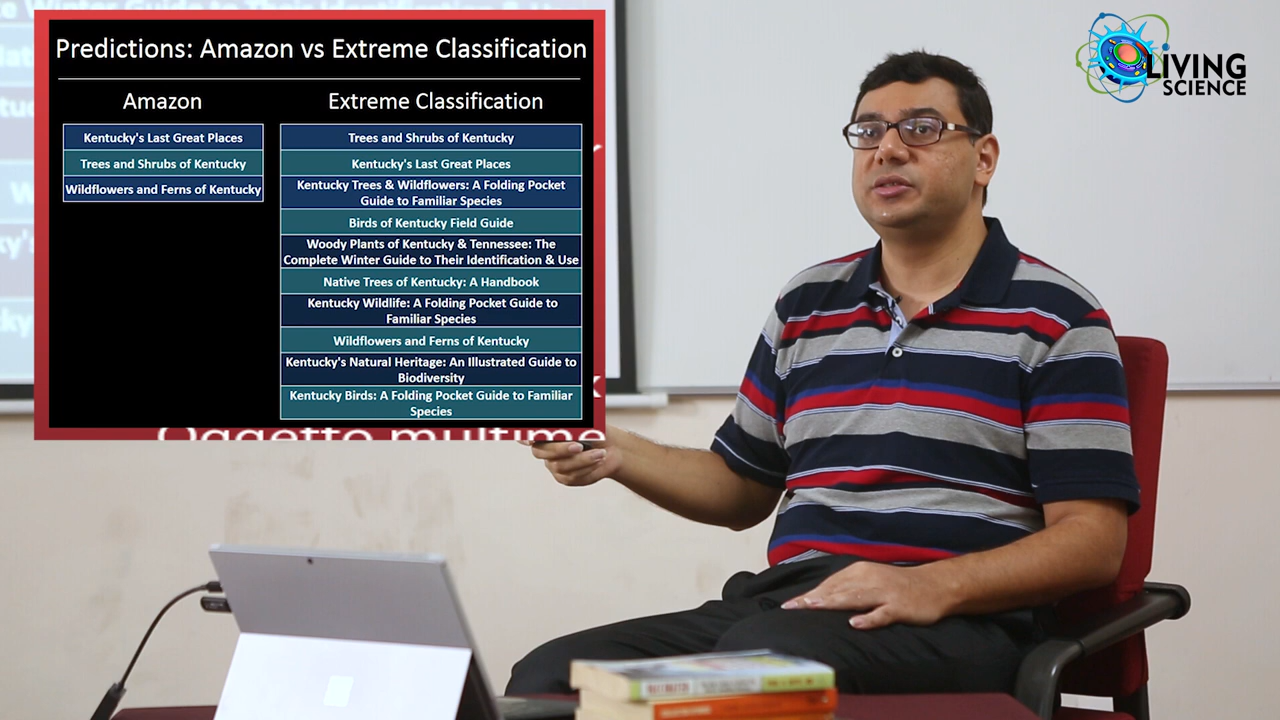 Predictions: Amazon vs Extreme Classification
Amazon
Extreme Classification
Kentucky's Last Great Places
Trees and Shrubs of Kentucky
Wildflowers and Ferns of Kentucky
Trees and Shrubs of Kentucky
Kentucky's Last Great Places
Kentucky Trees & Wildflowers: A Folding Pocket
Guide to Familiar Species
Birds of Kentucky Field Guide
Woody Plants of Kentucky & Tennessee: The
Complete Winter Guide to Their Identification & Use
Native Trees of Kentucky: A Handbook
Kentucky Wildlife: A Folding Pocket Guide to
Familiar Species
Wildflowers and Ferns of Kentucky
Kentucky's Natural Heritage: An Illustrated Guide to
Biodiversity
Kentucky Birds: A Folding Pocket Guide to Familiar
Species
Oggetto multime
LIVING
SCIENCE